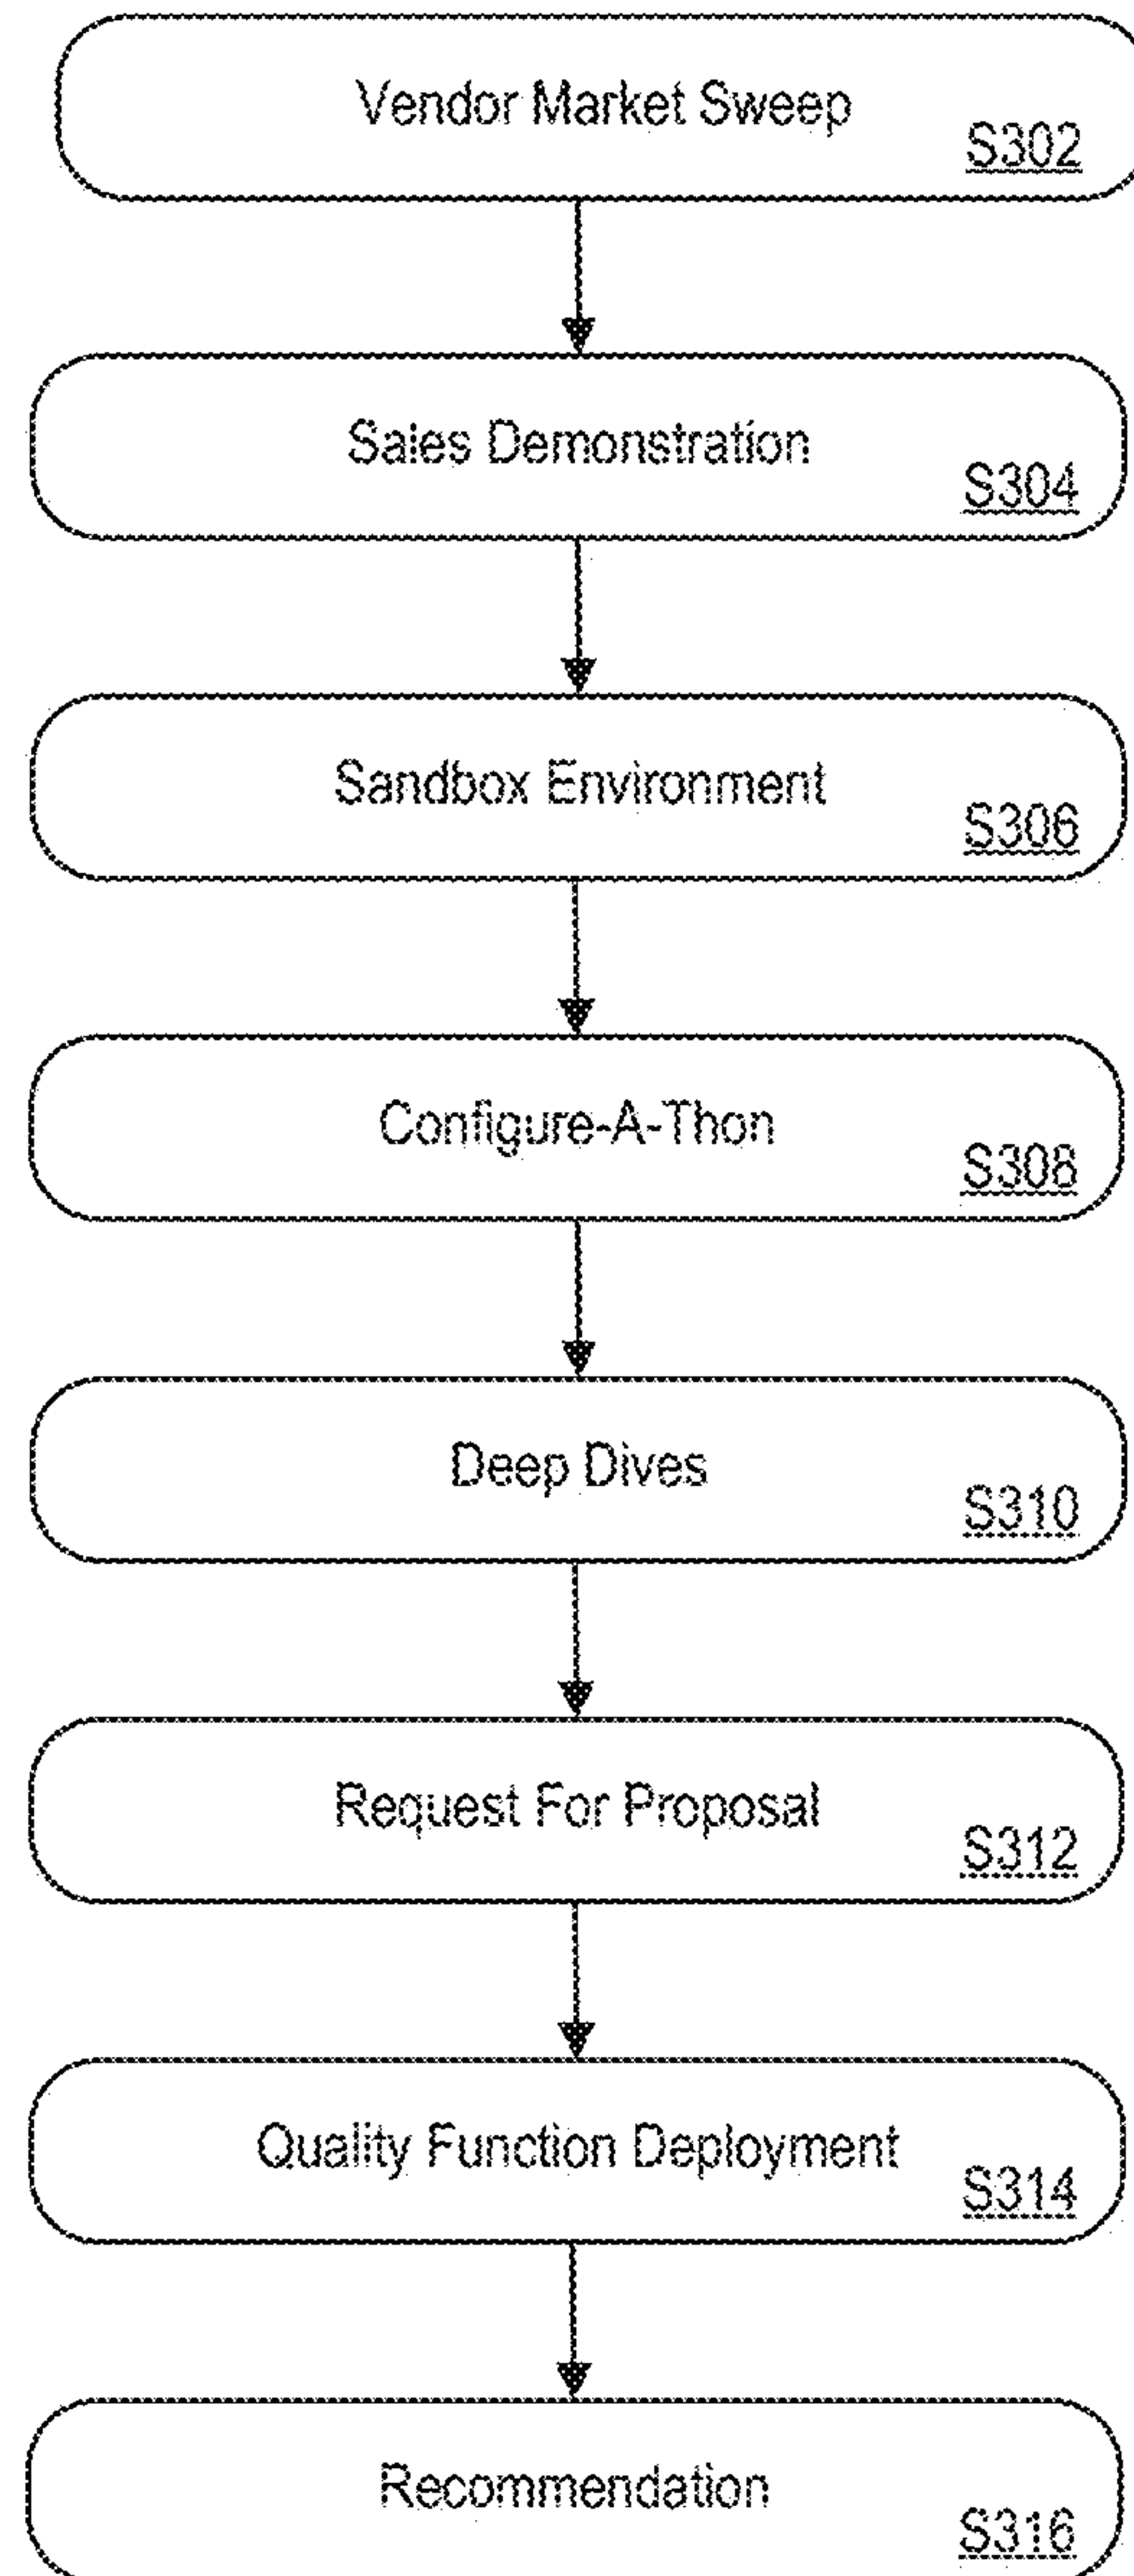 Vendor Market Sweep
S302
Sales Demonstration
S304
Sandbox Environment
S306
Configure-A-Thon
S308
Deep Dives
S310
Request For Proposal
S312
Quality Function Deployment
S314
Recommendation
S316